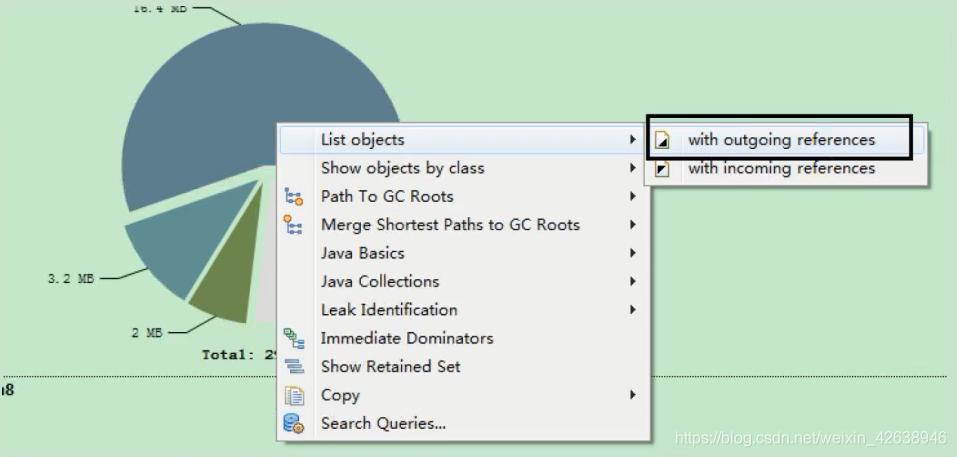 16.4 MB
3.2 MB
2 MB
Total: 29
List objects
Show objects by class
Path To GC Roots
Merge Shortest Paths to GC Roots
Java Basics
Java Collections
Leak Identification
Immediate Dominators
Show Retained Set
Copy
Search Queries...
with outgoing references
with incoming references
https://blog.csdn.net/weixin_42638946